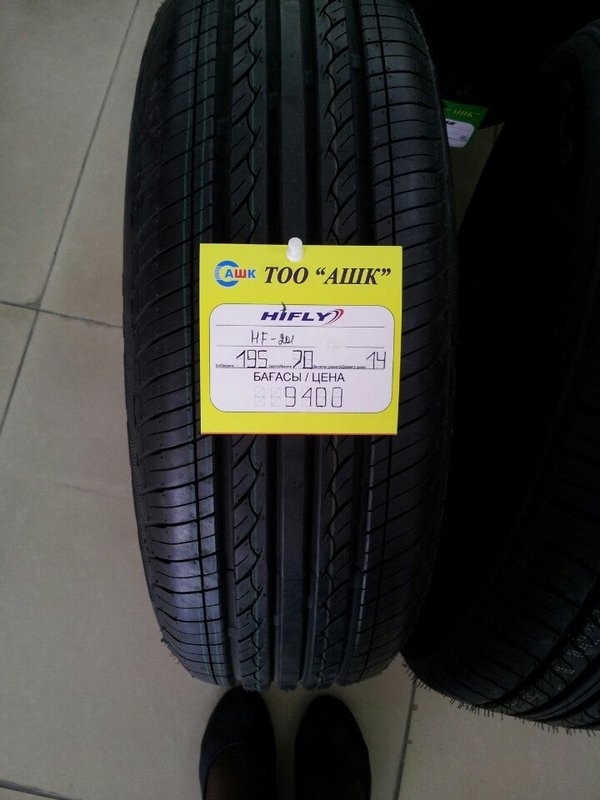 АШК ТОО “АШК”
HIFLY
HF-201
195 70 14
БАҒАСЫ / ЦЕНА
9400